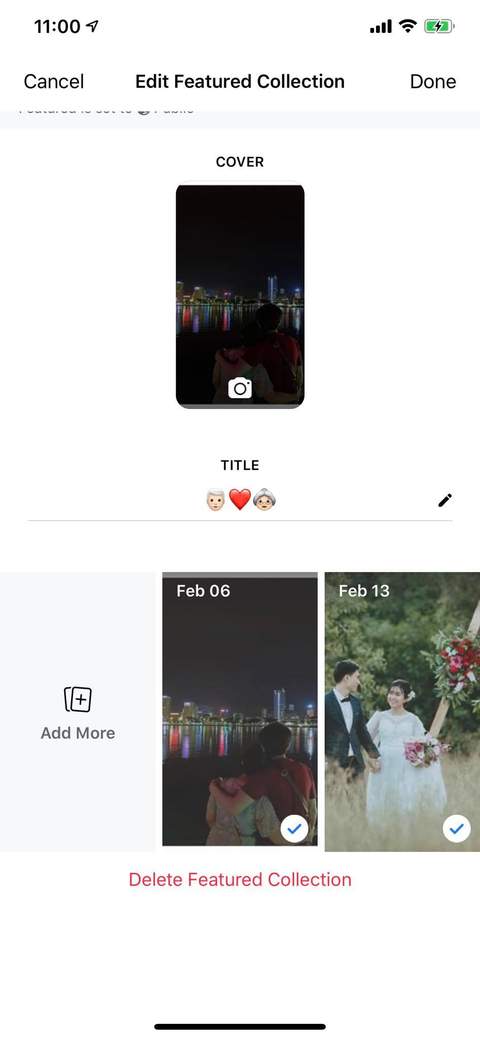 11:00
Cancel
Edit Featured Collection
Done
Featured is set to Public
COVER
TITLE
👴🏻❤️👵🏻
Feb 06
Feb 13
Add More
Delete Featured Collection